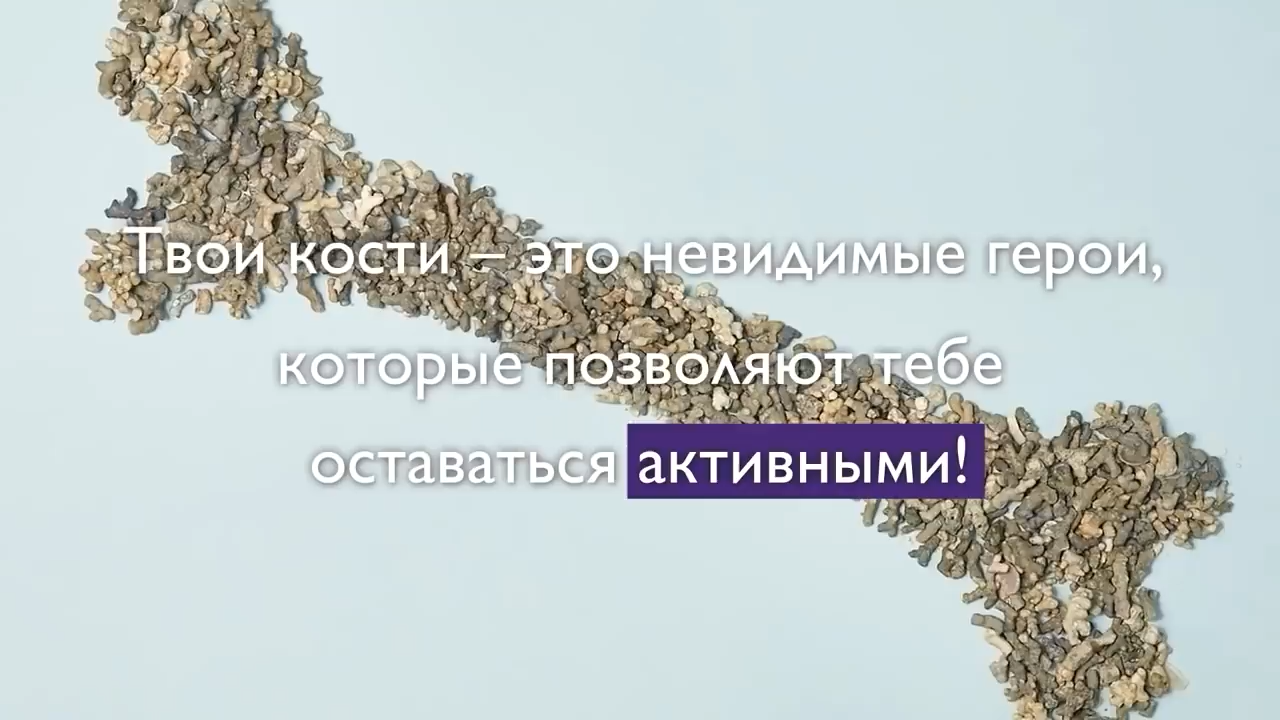 Твои кости – это невидимые герои,
которые позволяют тебе
оставаться активными!